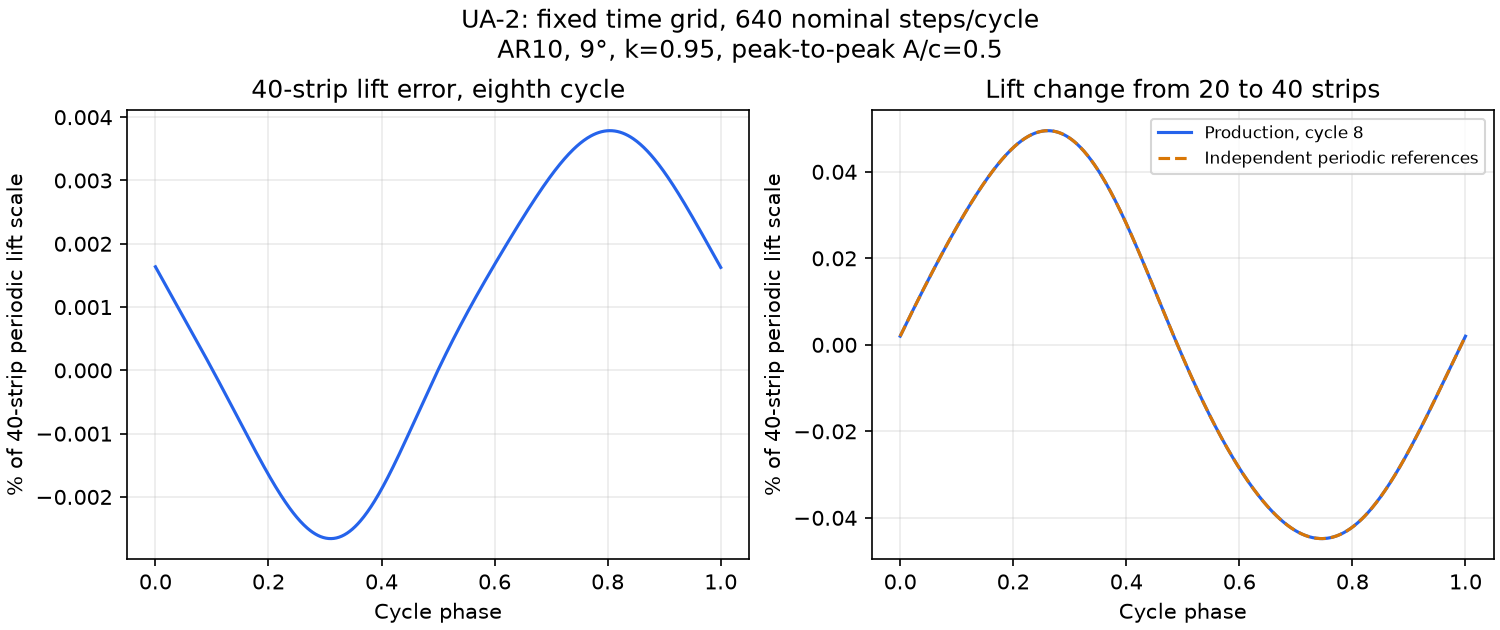 UA-2: fixed time grid, 640 nominal steps/cycle
AR10, 9°, k=0.95, peak-to-peak A/c=0.5
40-strip lift error, eighth cycle
% of 40-strip periodic lift scale
0.004
0.003
0.002
0.001
0.000
−0.001
−0.002
0.0
0.2
0.4
0.6
0.8
1.0
Cycle phase
Lift change from 20 to 40 strips
% of 40-strip periodic lift scale
Production, cycle 8
Independent periodic references
0.04
0.02
0.00
−0.02
−0.04
0.0
0.2
0.4
0.6
0.8
1.0
Cycle phase